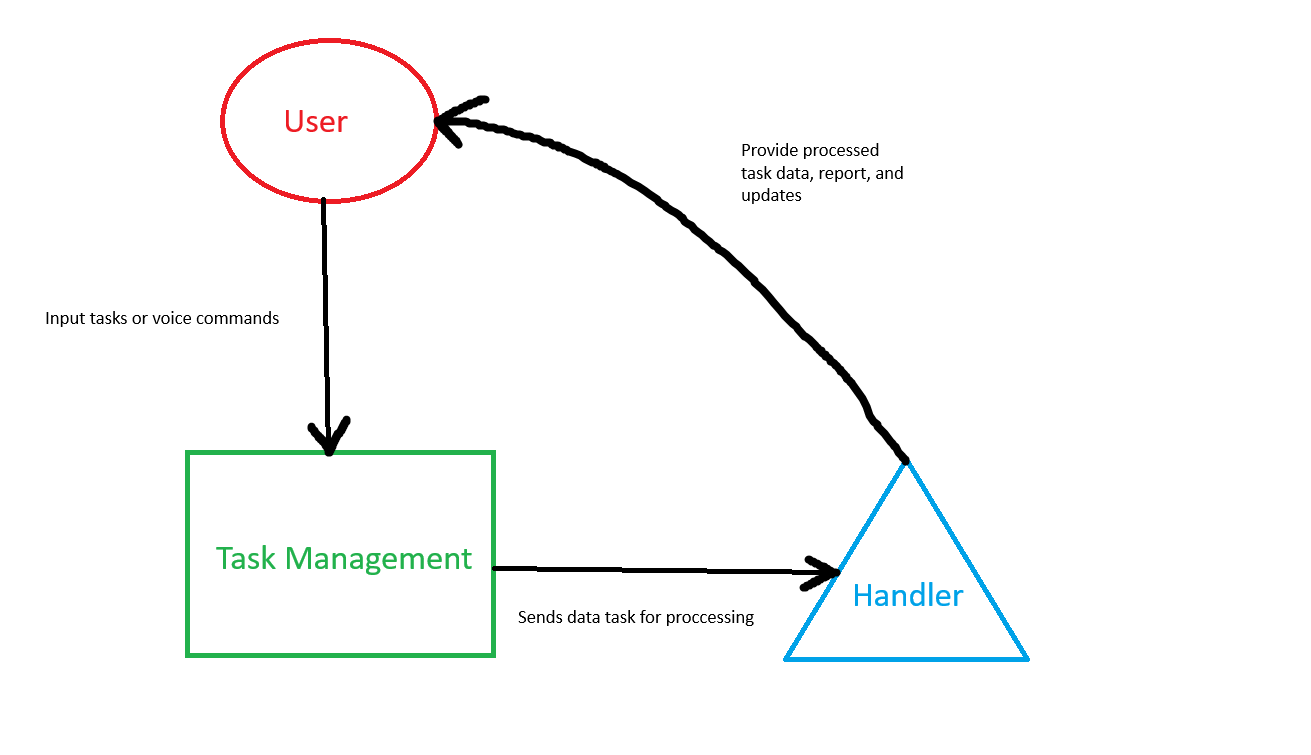 User
Provide processed
task data, report, and
updates
Input tasks or voice commands
Task Management
Handler
Sends data task for proccessing